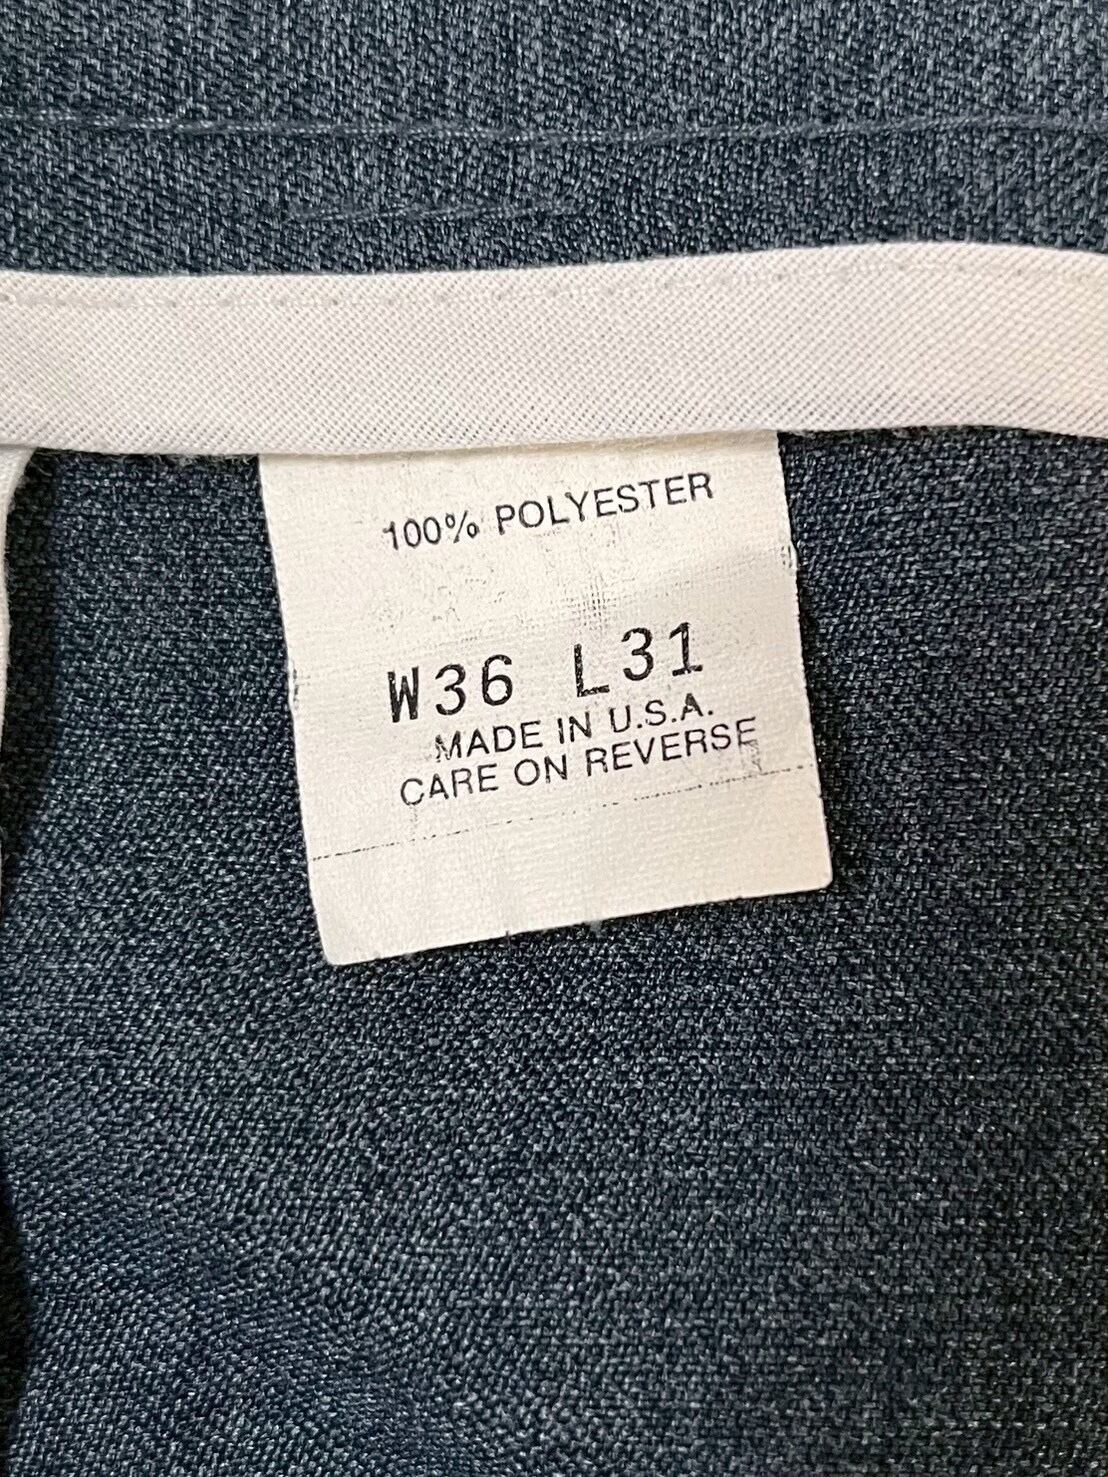 100% POLYESTER
W36 L31
MADE IN U.S.A.
CARE ON REVERSE